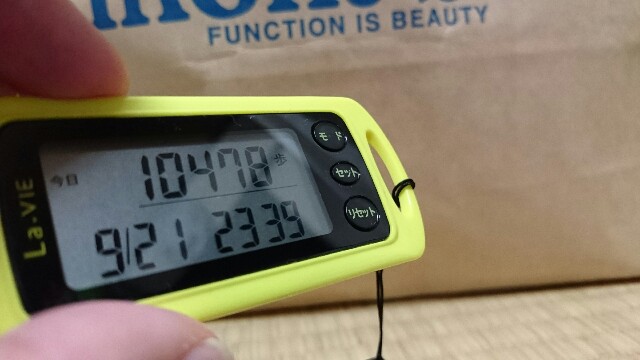 FUNCTION IS BEAUTY
La-VIE
今日 10478 歩
9/21 2339
モード
セット
リセット